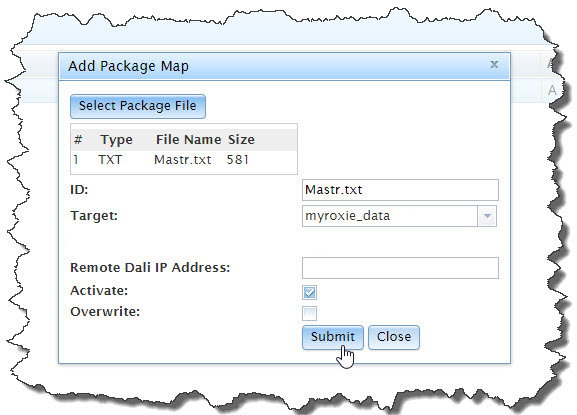 Add Package Map x
Select Package File
# Type File Name Size
1 TXT Mastr.txt 581
ID: Mastr.txt
Target: myroxie_data
Remote Dali IP Address:
Activate:
Overwrite:
Submit Close
A
A